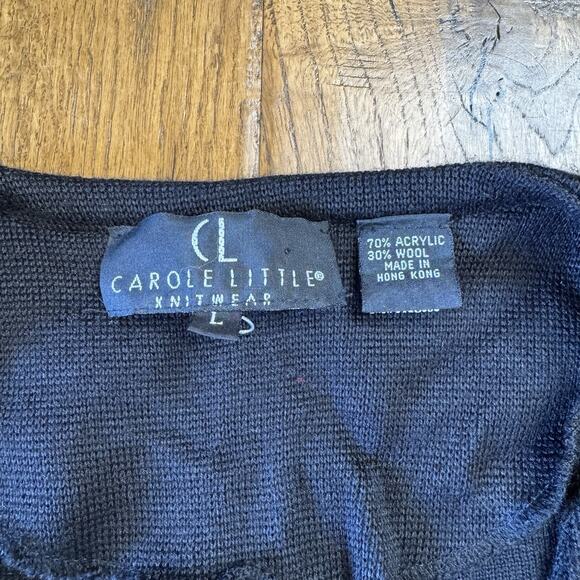 CL
CAROLE LITTLE®
KNITWEAR
L
70% ACRYLIC
30% WOOL
MADE IN
HONG KONG